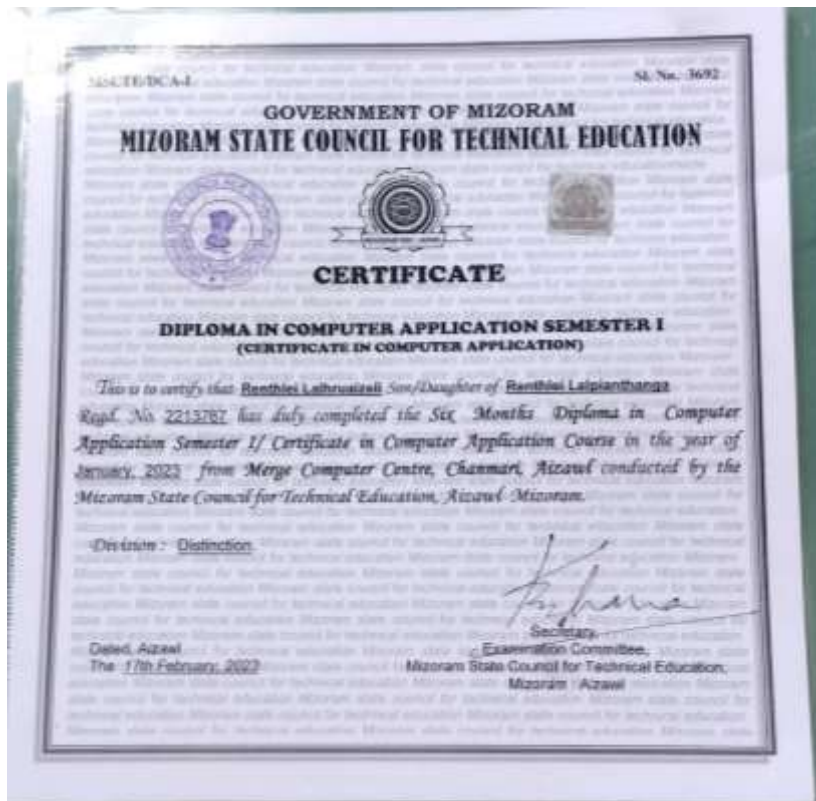 MSCTE/DCA-I
Sl. No. 3692
GOVERNMENT OF MIZORAM
MIZORAM STATE COUNCIL FOR TECHNICAL EDUCATION
CERTIFICATE
DIPLOMA IN COMPUTER APPLICATION SEMESTER I
(CERTIFICATE IN COMPUTER APPLICATION)
This is to certify that Renthlei Lalhruaizeli Son/Daughter of Renthlei Lalpianthanga
Regd. No. 2213767 has duly completed the Six Months Diploma in Computer
Application Semester I/ Certificate in Computer Application Course in the year of
January, 2023 from Merge Computer Centre, Chanmari, Aizawl conducted by the
Mizoram State Council for Technical Education, Aizawl Mizoram.
Division : Distinction
Secretary,
Dated, Aizawl
Examination Committee,
The 17th February, 2023
Mizoram State Council for Technical Education,
Mizoram : Aizawl